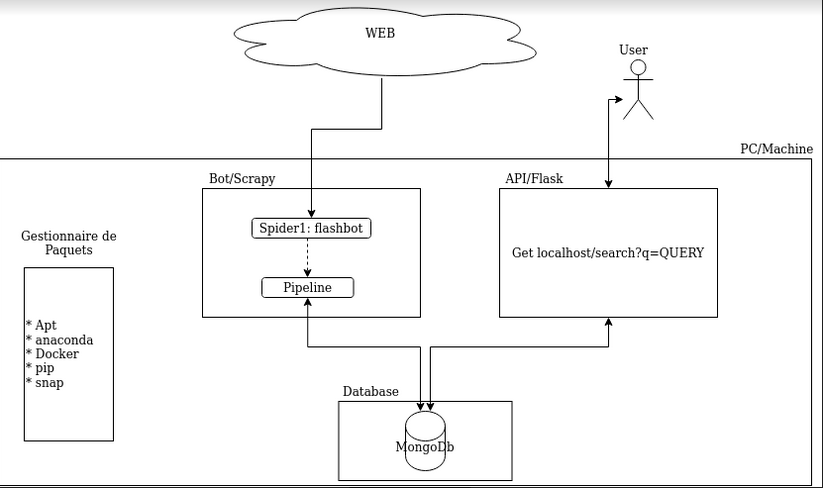 WEB
User
PC/Machine
Bot/Scrapy
API/Flask
Spider1: flashbot
Gestionnaire de
Paquets
Get localhost/search?q=QUERY
Pipeline
* Apt
* anaconda
* Docker
* pip
* snap
Database
MongoDb